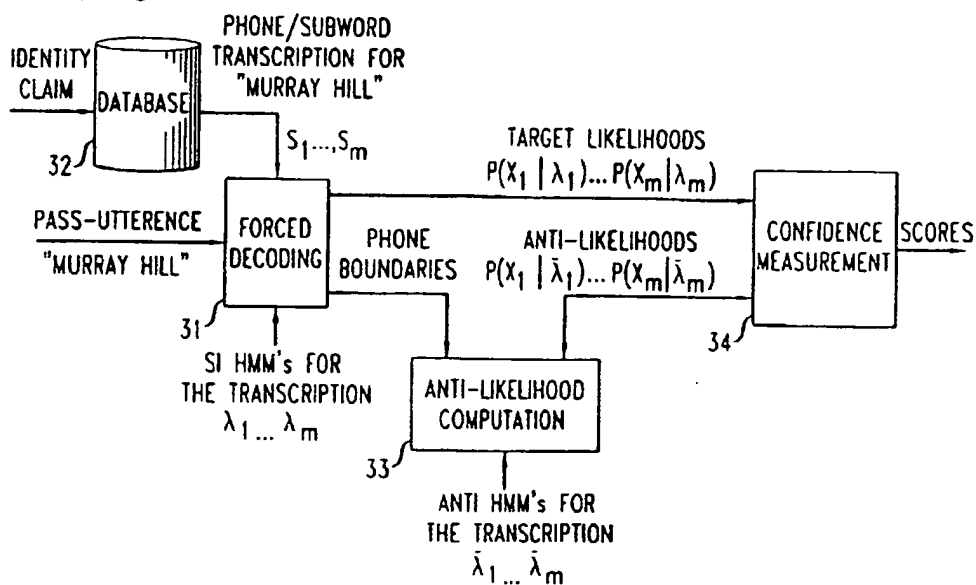 PHONE/SUBWORD
TRANSCRIPTION FOR
"MURRAY HILL"
IDENTITY
CLAIM
DATABASE
32
S1...,Sm
TARGET LIKELIHOODS
P(X1 | λ1)... P(Xm|λm)
PASS-UTTERENCE
"MURRAY HILL"
FORCED
DECODING
31
PHONE
BOUNDARIES
ANTI-LIKELIHOODS
P(X1 | λ̄1)... P(Xm|λ̄m)
CONFIDENCE
MEASUREMENT
34
SCORES
SI HMM's FOR
THE TRANSCRIPTION
λ1... λm
ANTI-LIKELIHOOD
COMPUTATION
33
ANTI HMM's FOR
THE TRANSCRIPTION
λ̄1... λ̄m